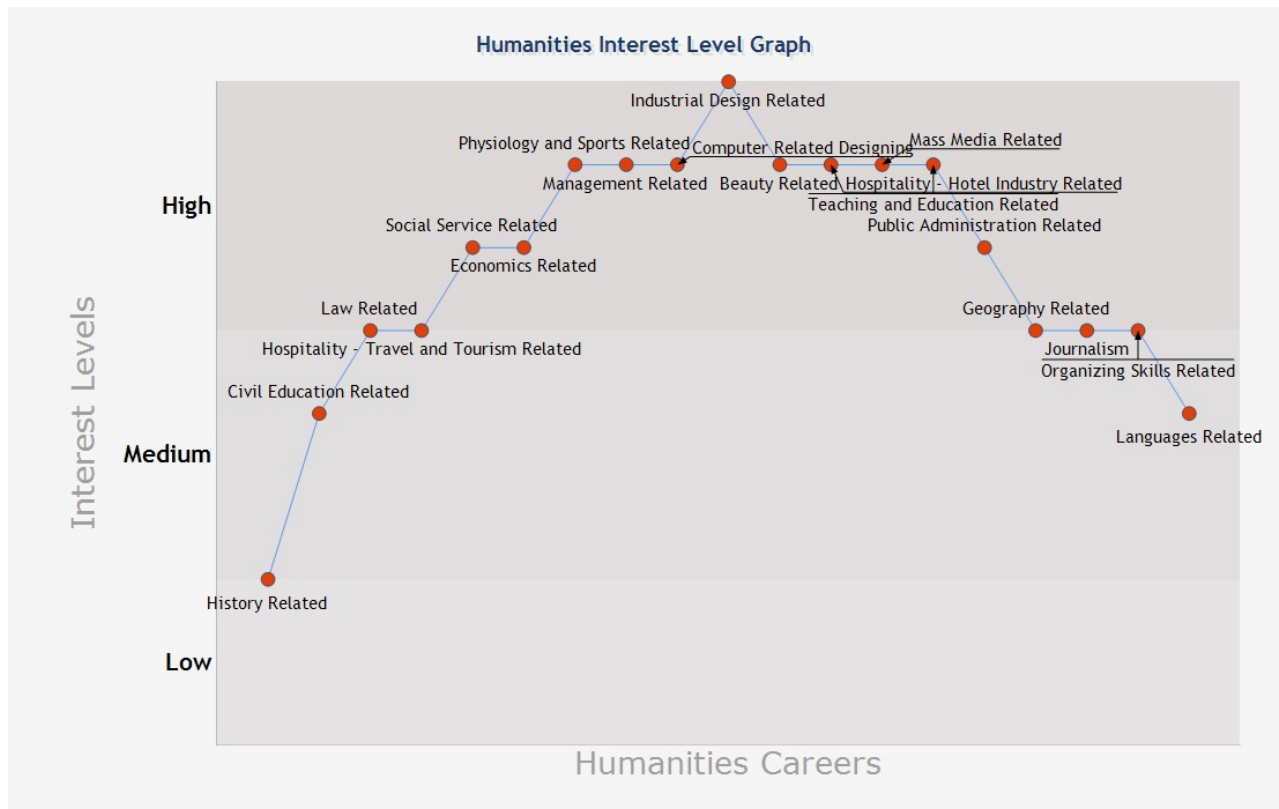 Humanities Interest Level Graph
Industrial Design Related
Physiology and Sports Related
Computer Related Designing
Mass Media Related
Management Related
Beauty Related
Hospitality - Hotel Industry Related
High
Teaching and Education Related
Social Service Related
Public Administration Related
Economics Related
Law Related
Geography Related
Hospitality - Travel and Tourism Related
Journalism
Organizing Skills Related
Civil Education Related
Languages Related
Medium
Interest Levels
History Related
Low
Humanities Careers